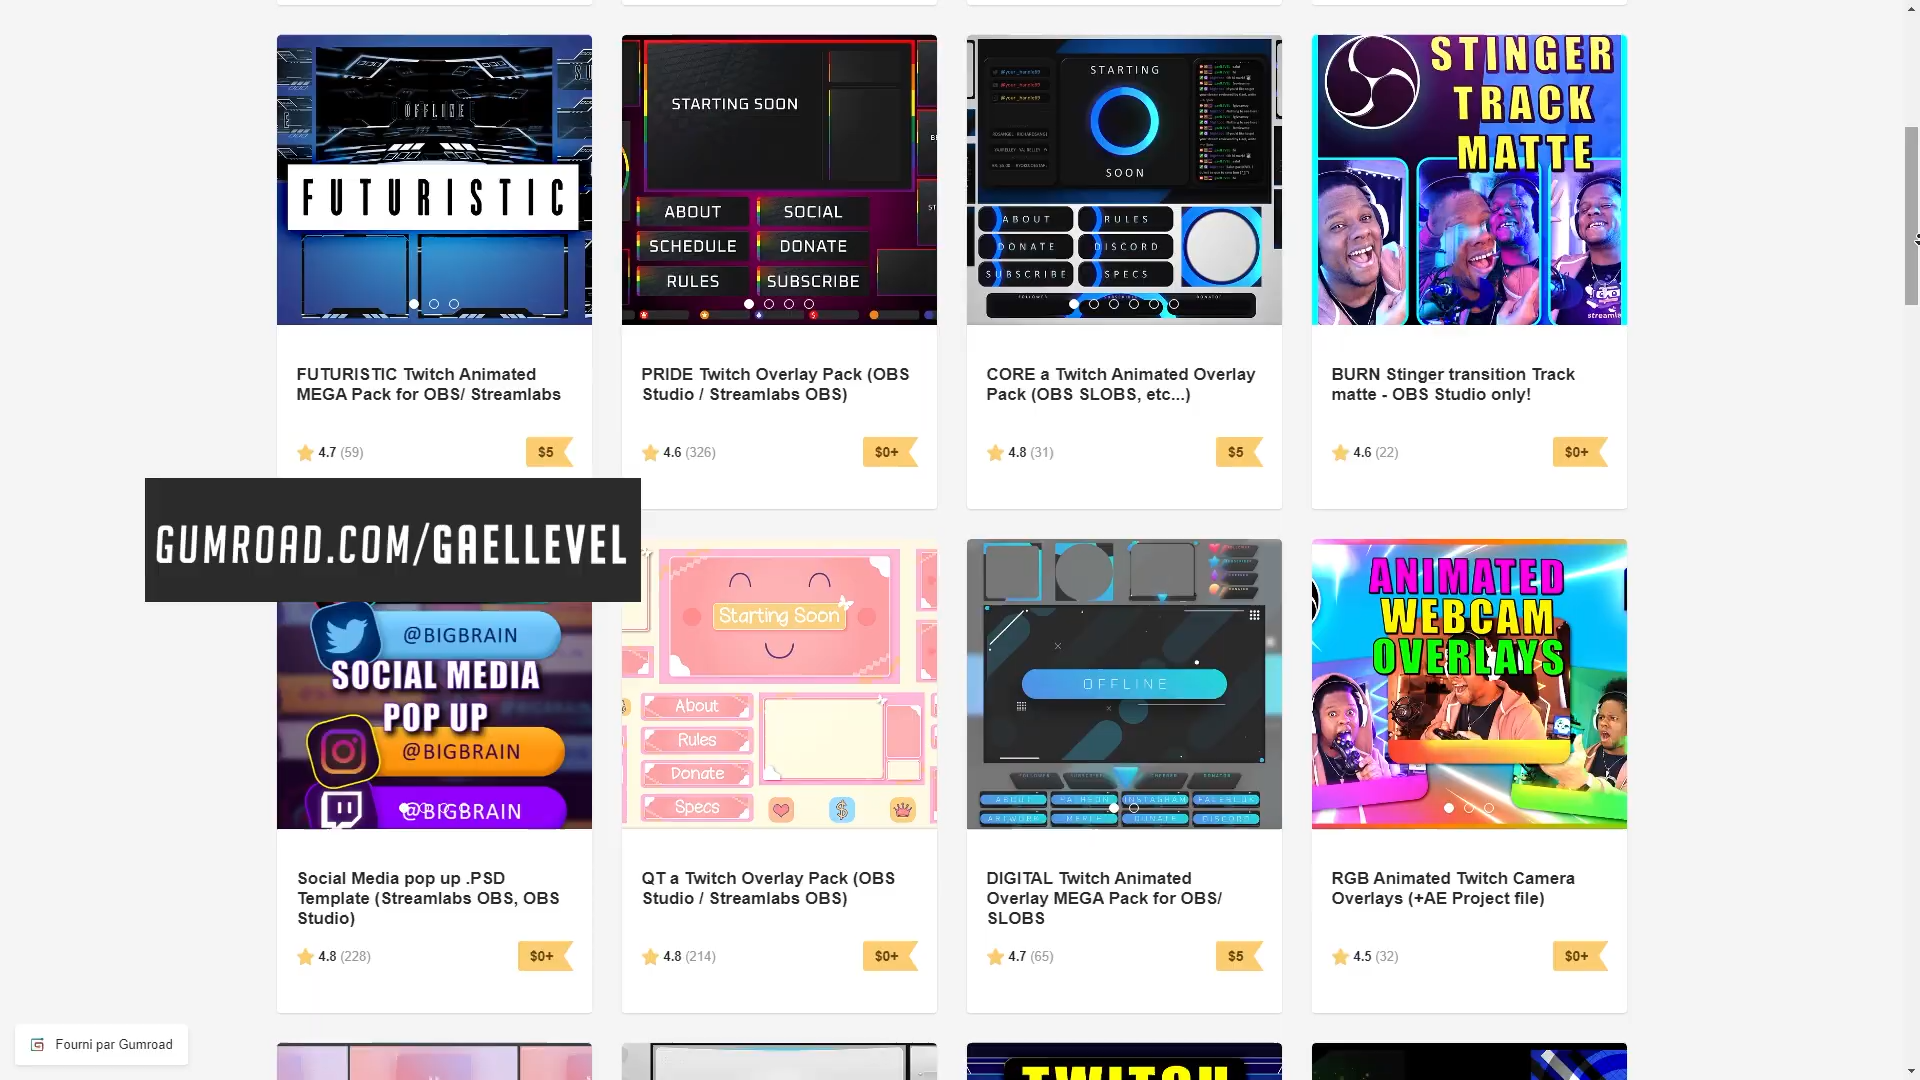 OFFLINE
FUTURISTIC
STARTING SOON
ABOUT
SOCIAL
SCHEDULE
DONATE
RULES
SUBSCRIBE
STARTING
SOON
ABOUT
RULES
DONATE
DISCORD
SUBSCRIBE
SPECS
STINGER
TRACK
MATTE
FUTURISTIC Twitch Animated
MEGA Pack for OBS/ Streamlabs
4.7 (59)
$5
PRIDE Twitch Overlay Pack (OBS
Studio / Streamlabs OBS)
4.6 (326)
$0+
CORE a Twitch Animated Overlay
Pack (OBS SLOBS, etc...)
4.8 (31)
$5
BURN Stinger transition Track
matte - OBS Studio only!
4.6 (22)
$0+
GUMROAD.COM/GAELLEVEL
@BIGBRAIN
SOCIAL MEDIA
POP UP
@BIGBRAIN
@BIGBRAIN
Starting Soon
About
Rules
Donate
Specs
OFFLINE
ANIMATED
WEBCAM
OVERLAYS
Social Media pop up .PSD
Template (Streamlabs OBS, OBS
Studio)
4.8 (228)
$0+
QT a Twitch Overlay Pack (OBS
Studio / Streamlabs OBS)
4.8 (214)
$0+
DIGITAL Twitch Animated
Overlay MEGA Pack for OBS/
SLOBS
4.7 (65)
$5
RGB Animated Twitch Camera
Overlays (+AE Project file)
4.5 (32)
$0+
Fourni par Gumroad
TWITCH